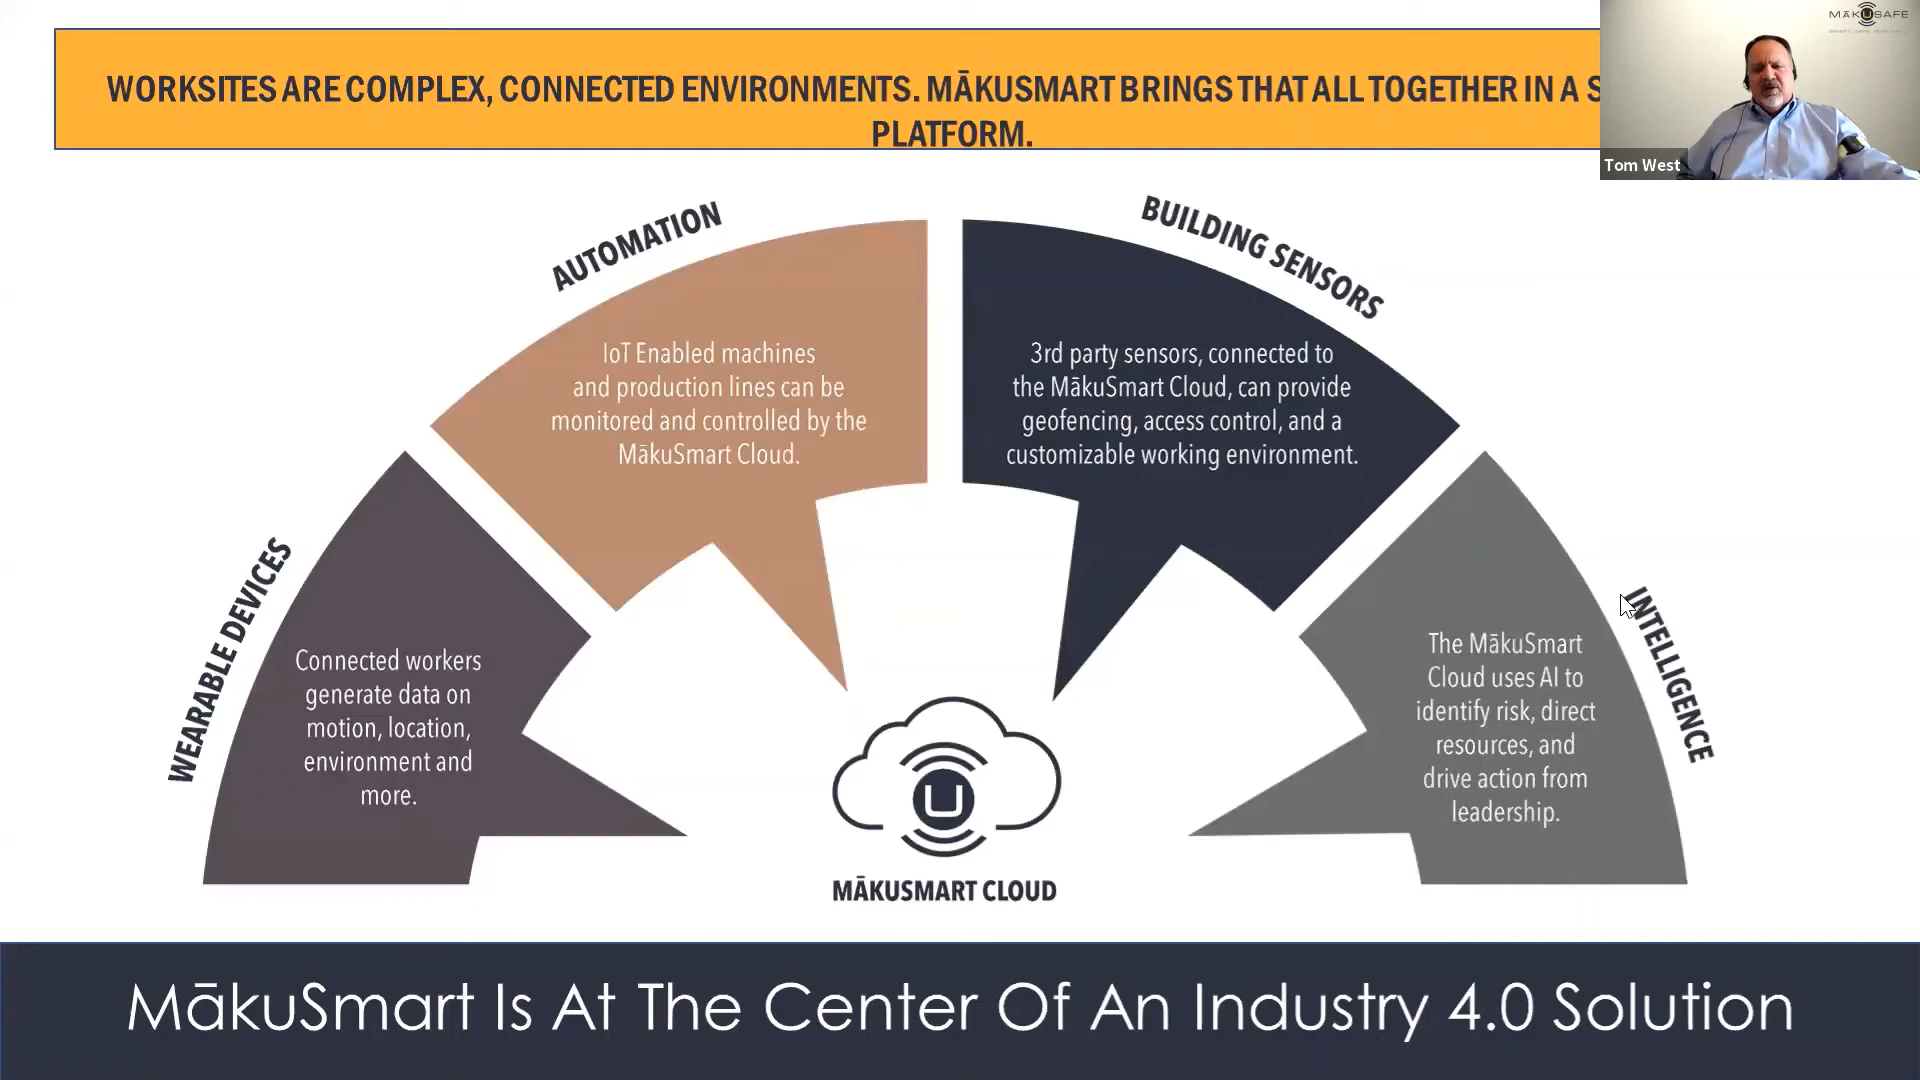 WORKSITES ARE COMPLEX, CONNECTED ENVIRONMENTS. MĀKUSMART BRINGS THAT ALL TOGETHER IN A
PLATFORM.
MĀKUSAFE
Tom West
AUTOMATION
BUILDING SENSORS
IoT Enabled machines
and production lines can be
monitored and controlled by the
MākuSmart Cloud.
3rd party sensors, connected to
the MākuSmart Cloud, can provide
geofencing, access control, and a
customizable working environment.
WEARABLE DEVICES
Connected workers
generate data on
motion, location,
environment and
more.
INTELLIGENCE
The MākuSmart
Cloud uses AI to
identify risk, direct
resources, and
drive action from
leadership.
MĀKUSMART CLOUD
MākuSmart Is At The Center Of An Industry 4.0 Solution